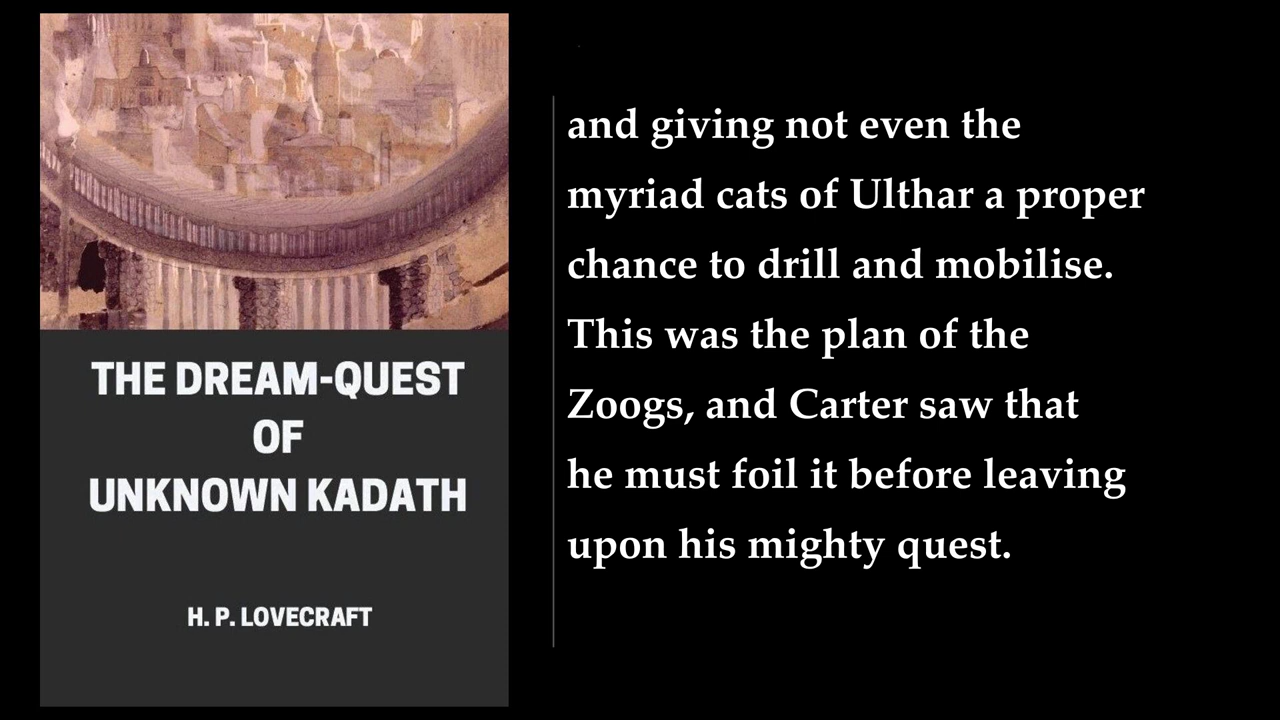 THE DREAM-QUEST
OF
UNKNOWN KADATH
H. P. LOVECRAFT
and giving not even the
myriad cats of Ulthar a proper
chance to drill and mobilise.
This was the plan of the
Zoogs, and Carter saw that
he must foil it before leaving
upon his mighty quest.